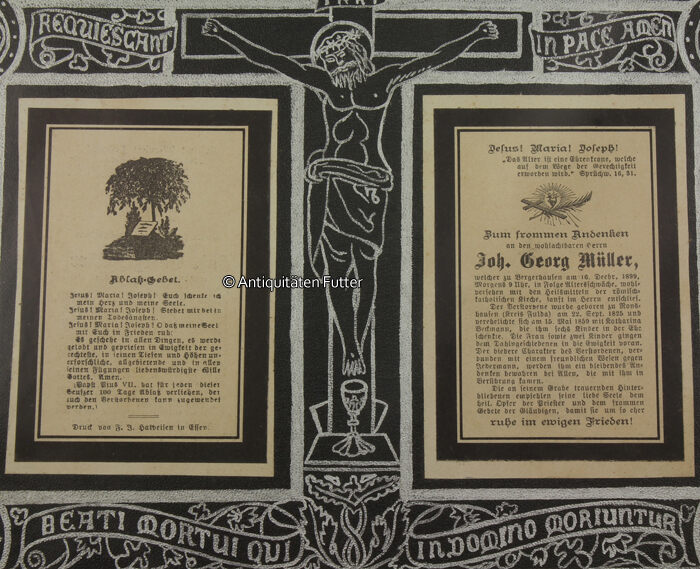 INRI
REQUIESCANT
IN PACE AMEN
Ablaß-Gebet.
Jesus! Maria! Joseph! Euch schenke ich
mein Herz und meine Seele.
Jesus! Maria! Joseph! Stehet mir bei in
meinen Todesnöthen.
Jesus! Maria! Joseph! O daß meine Seel
mit Euch in Frieden ruh'
Es geschehe in allen Dingen, es werde
gelobt und gepriesen in Ewigkeit der ge-
rechteste, in seinen Tiefen und Höhen un-
erforschliche, allgebietende und in allen
seinen Fügungen liebenswürdigste Wille
Gottes. Amen.
(Papst Pius VII. hat für jeden dieser
Seufzer 100 Tage Ablaß verliehen, der
auch den Verstorbenen kann zugewendet
werden.)
Druck von F. J. Halbeisen in Essen.
Jesus! Maria! Joseph!
„Das Alter ist eine Ehrenkrone, welche
auf dem Wege der Gerechtigkeit
erworben wird." Sprüchw. 16, 31.
Zum frommen Andenken
an den wohlachtbaren Herrn
Joh. Georg Müller,
welcher zu Bergerhausen am 16. Decbr. 1899,
Morgens 9 Uhr, in Folge Altersschwäche, wohl-
versehen mit den Heilsmitteln der römisch-
katholischen Kirche, sanft im Herrn entschlief.
Der Verstorbene wurde geboren zu
(Kreis Fulda) am 22. Sept. 1825 und
verehelichte sich am 15. Mai 1859 mit Katharina
Beckmann, die ihm sechs Kinder in der Ehe
schenkte. Die Frau sowie zwei Kinder gingen
dem Dahingeschiedenen in die Ewigkeit voran.
Der biedere Charakter des Verstorbenen, ver-
bunden mit einem freundlichen Wesen gegen
Jedermann, werden ihm ein bleibendes An-
denken bewahren bei Allen, die mit ihm in
Berührung kamen.
Die an seinem Grabe trauernden Hinter-
bliebenen empfehlen seine liebe Seele dem
heil. Opfer der Priester und dem frommen
Gebete der Gläubigen, damit sie um so eher
ruhe im ewigen Frieden!
© Antiquitäten Futter
BEATI MORTUI QUI
IN DOMINO MORIUNTUR